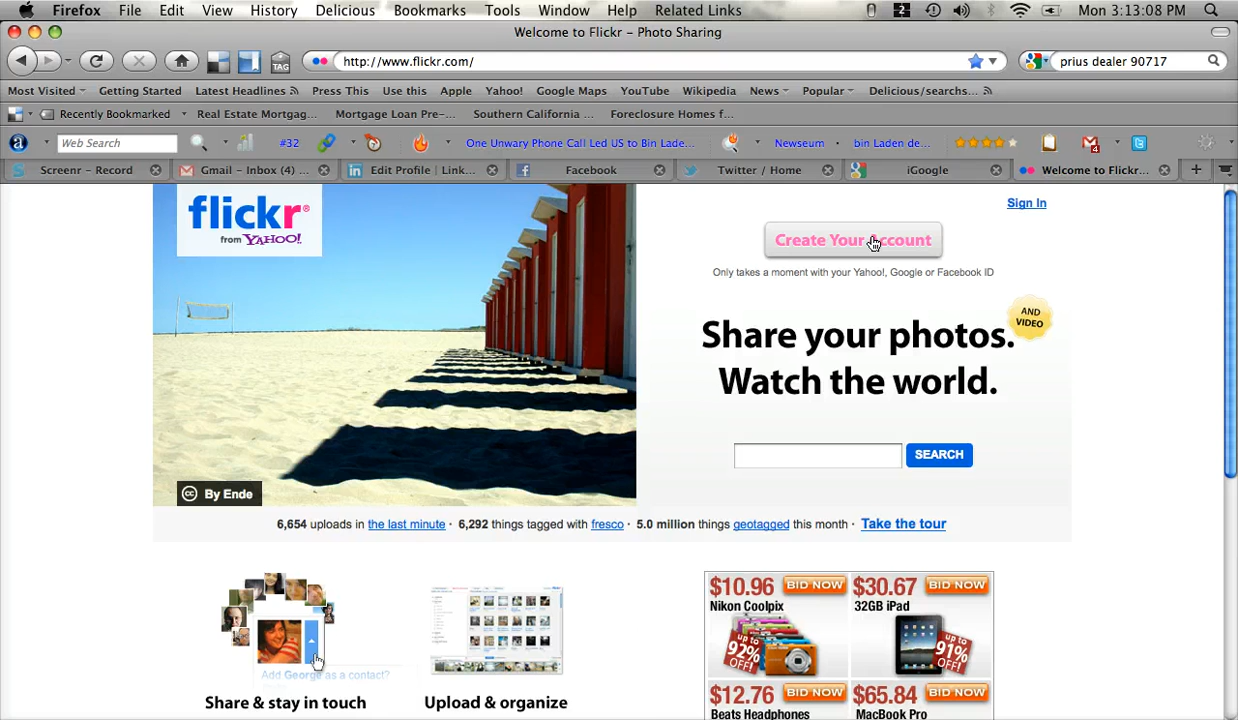 Firefox File Edit View History Delicious Bookmarks Tools Window Help Related Links 2 Mon 3:13:08 PM
Welcome to Flickr – Photo Sharing
http://www.flickr.com/ prius dealer 90717
TAG
Most Visited Getting Started Latest Headlines Press This Use this Apple Yahoo! Google Maps YouTube Wikipedia News Popular Delicious/searchs...
Recently Bookmarked Real Estate Mortgag... Mortgage Loan Pre-... Southern California ... Foreclosure Homes f...
a Web Search #32 One Unwary Phone Call Led US to Bin Lade... Newseum bin Laden de... 4
Screenr - Record Gmail - Inbox (4) ... Edit Profile | Link... Facebook Twitter / Home iGoogle Welcome to Flickr...
flickr®
from YAHOO!
Sign In
Create Your Account
Only takes a moment with your Yahoo!, Google or Facebook ID
AND
VIDEO
Share your photos.
Watch the world.
SEARCH
cc By Ende
6,654 uploads in the last minute · 6,292 things tagged with fresco · 5.0 million things geotagged this month · Take the tour
Add George as a contact?
Share & stay in touch
Upload & organize
$10.96 BID NOW $30.67 BID NOW
Nikon Coolpix 32GB iPad
up to 92% OFF! up to 91% OFF!
$12.76 BID NOW $65.84 BID NOW
Beats Headphones MacBook Pro